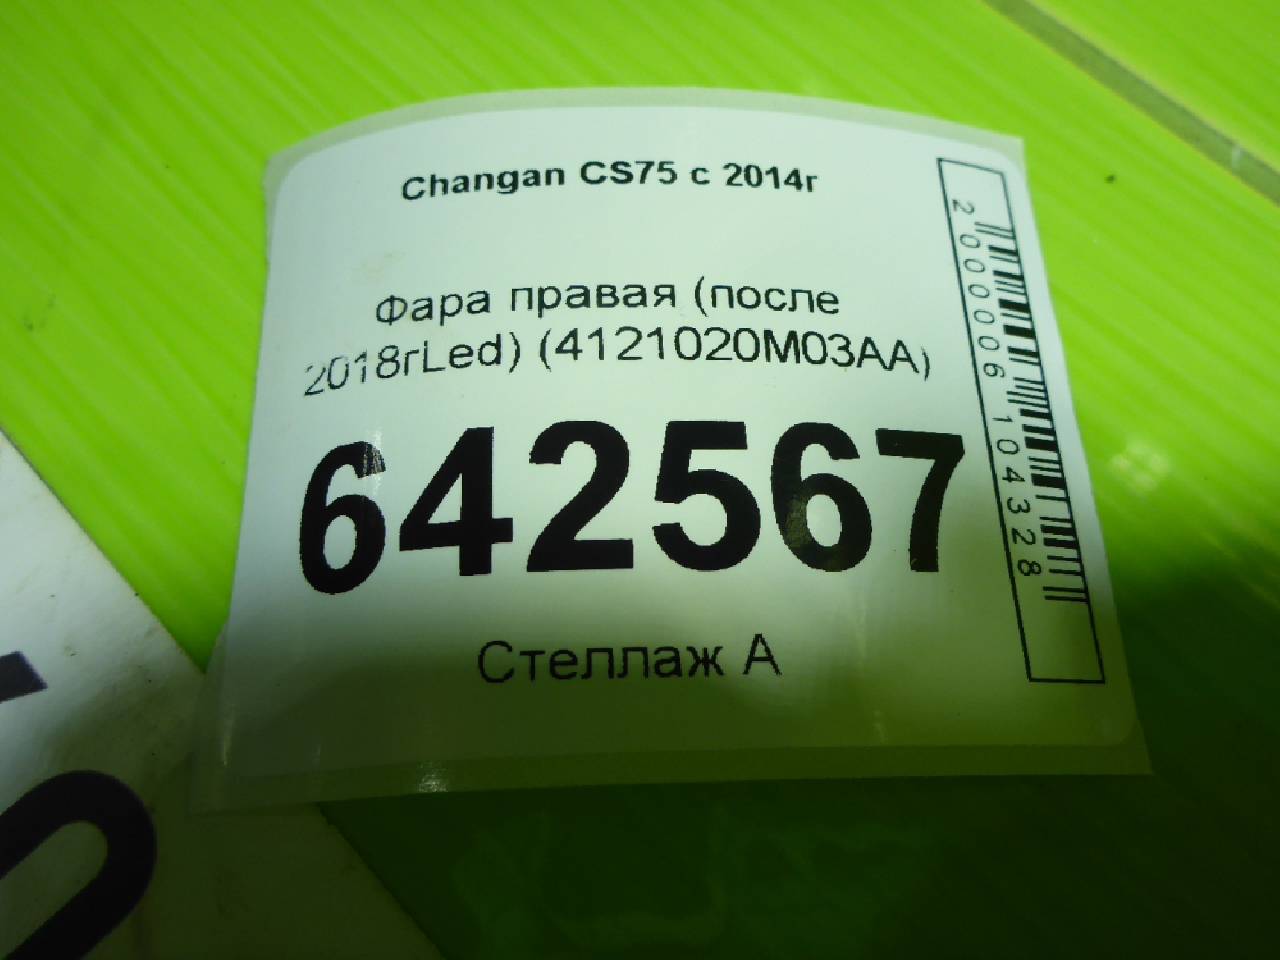 Changan CS75 с 2014г
Фара правая (после
2018гLed) (4121020M03AA)
642567
Стеллаж А
2000006104328